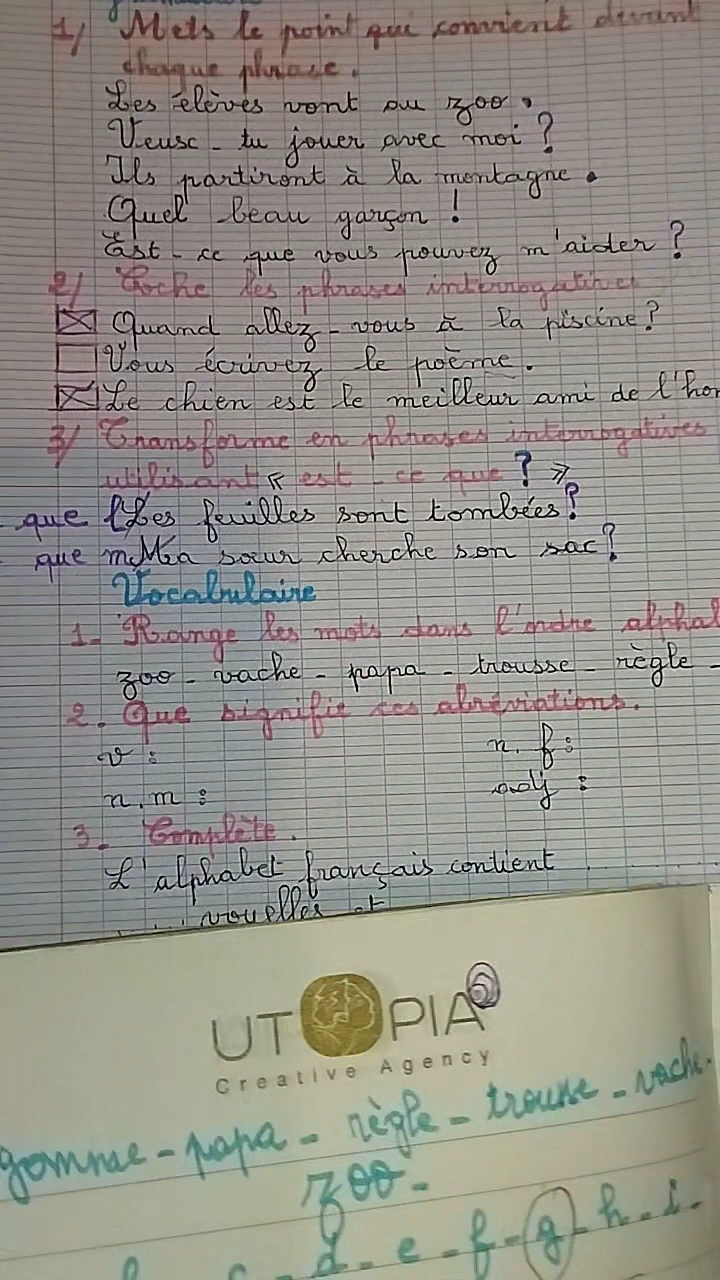 1/ Mets le point qui convient devant
chaque phrase.
Les élèves vont au zoo.
Veux-tu jouer avec moi ?
Ils partiront à la montagne.
Quel beau garçon !
Est-ce que vous pouvez m'aider ?
2/ Coche les phrases interrogatives
Quand allez-vous à la piscine ?
Vous écrivez le poème.
Le chien est le meilleur ami de l'hom
3/ Transforme en phrases interrogatives
utilisant « est-ce que ? »
que lLes feuilles sont tombées ?
que mMa sœur cherche son sac ?
Vocabulaire
1. Range les mots dans l'ordre alphab
zoo - vache - papa - trousse - règle -
2. Que signifie ces abréviations.
v : n.f :
n.m : adj :
3. Complète.
L'alphabet français contient ......
.... voyelles et
UTOPIA
Creative Agency
gomme - papa - règle - trousse - vache -
zoo -
d - e - f - g - h - i -